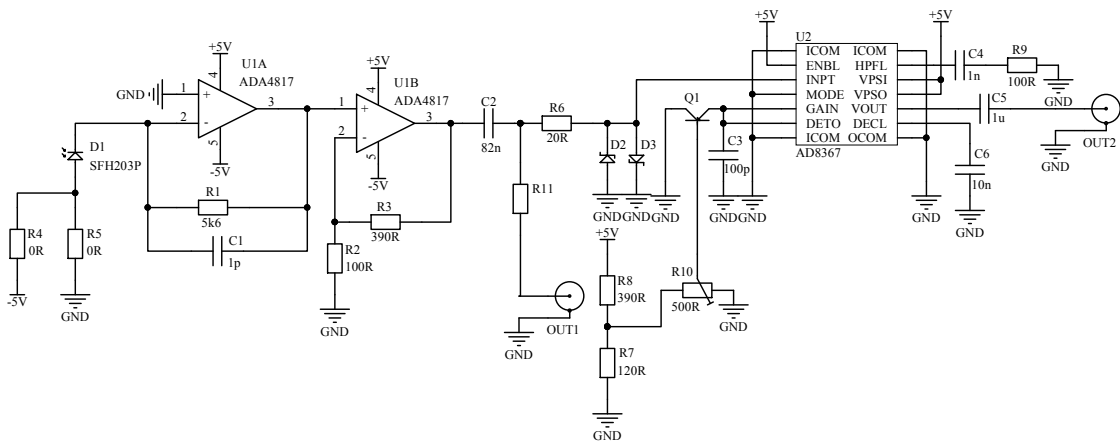 +5V
U1A
ADA4817
GND
1
+
4
3
2
-
5
-5V
D1
SFH203P
R1
5k6
C1
1p
R4
0R
-5V
R5
0R
GND
+5V
U1B
ADA4817
1
+
4
3
2
-
5
-5V
R3
390R
R2
100R
GND
C2
82n
R6
20R
R11
OUT1
GND
D2
D3
GND
GND
GND
GND
GND
+5V
R8
390R
R7
120R
GND
R10
500R
GND
Q1
C3
100p
+5V
+5V
U2
ICOM ICOM
ENBL HPFL
INPT VPSI
MODE VPSO
GAIN VOUT
DETO DECL
ICOM OCOM
AD8367
C4
1n
R9
100R
GND
C5
1u
OUT2
GND
C6
10n
GND
GND